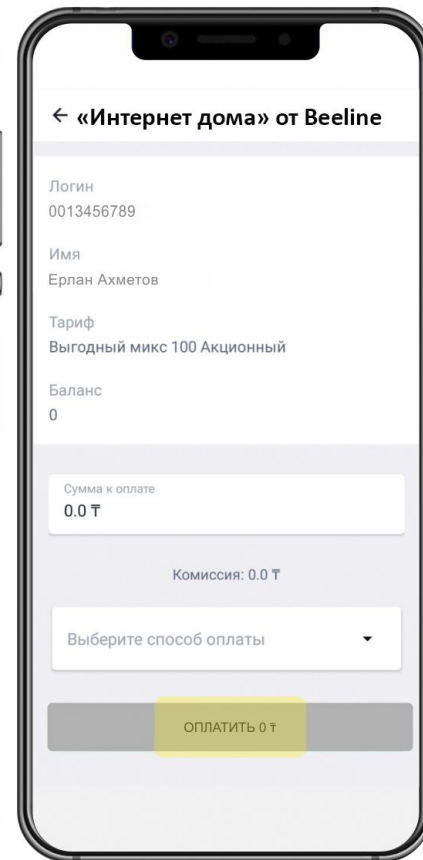 ← «Интернет дома» от Beeline
Логин
0013456789
Имя
Ерлан Ахметов
Тариф
Выгодный микс 100 Акционный
Баланс
0
Сумма к оплате
0.0 ₸
Комиссия: 0.0 ₸
Выберите способ оплаты
ОПЛАТИТЬ 0 ₸